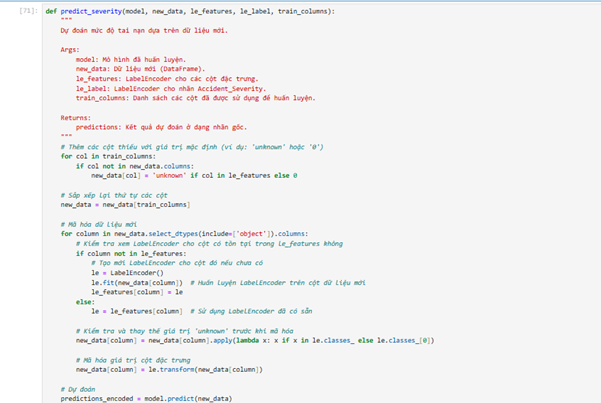 [71]: def predict_severity(model, new_data, le_features, le_label, train_columns):
"""
Dự đoán mức độ tai nạn dựa trên dữ liệu mới.
Args:
model: Mô hình đã huấn luyện.
new_data: Dữ liệu mới (DataFrame).
le_features: LabelEncoder cho các cột đặc trưng.
le_label: LabelEncoder cho nhãn Accident_Severity.
train_columns: Danh sách các cột đã được sử dụng để huấn luyện.
Returns:
predictions: Kết quả dự đoán ở dạng nhãn gốc.
"""
# Thêm các cột thiếu với giá trị mặc định (ví dụ: 'unknown' hoặc '0')
for col in train_columns:
if col not in new_data.columns:
new_data[col] = 'unknown' if col in le_features else 0
# Sắp xếp lại thứ tự các cột
new_data = new_data[train_columns]
# Mã hóa dữ liệu mới
for column in new_data.select_dtypes(include=['object']).columns:
# Kiểm tra xem LabelEncoder cho cột có tồn tại trong le_features không
if column not in le_features:
# Tạo mới LabelEncoder cho cột đó nếu chưa có
le = LabelEncoder()
le.fit(new_data[column]) # Huấn luyện LabelEncoder trên cột dữ liệu mới
le_features[column] = le
else:
le = le_features[column] # Sử dụng LabelEncoder đã có sẵn
# Kiểm tra và thay thế giá trị 'unknown' trước khi mã hóa
new_data[column] = new_data[column].apply(lambda x: x if x in le.classes_ else le.classes_[0])
# Mã hóa giá trị cột đặc trưng
new_data[column] = le.transform(new_data[column])
# Dự đoán
predictions_encoded = model.predict(new_data)